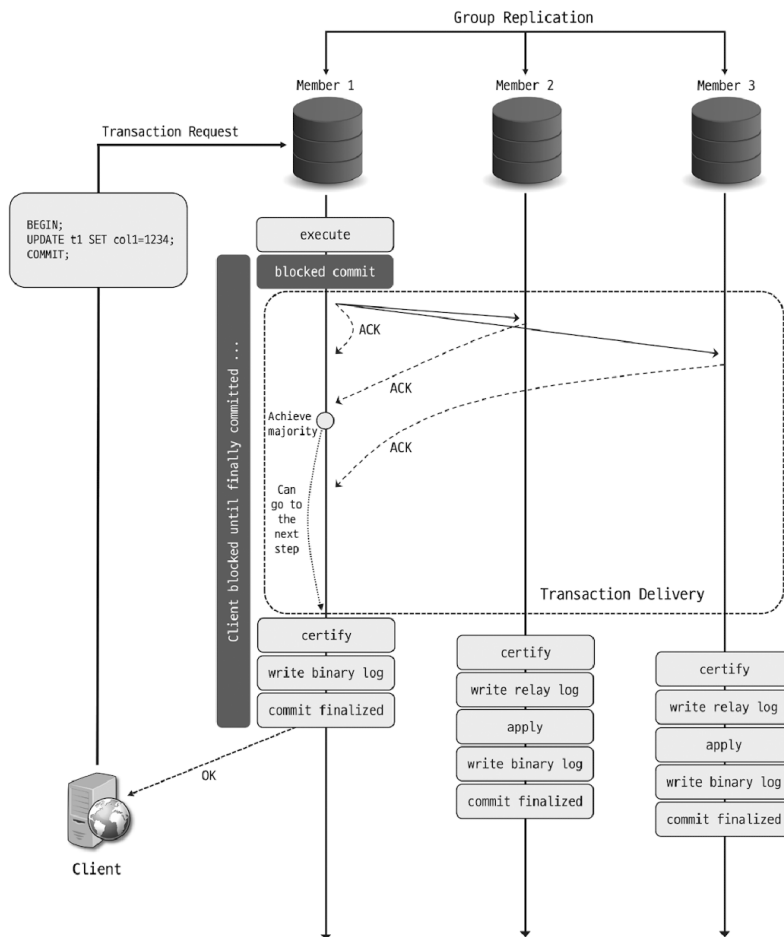 Group Replication
Member 1
Member 2
Member 3
Transaction Request
BEGIN;
UPDATE t1 SET col1=1234;
COMMIT;
execute
blocked commit
Client blocked until finally committed ...
ACK
ACK
Achieve
majority
ACK
Can
go to
the
next
step
Transaction Delivery
certify
write binary log
commit finalized
certify
write relay log
apply
write binary log
commit finalized
certify
write relay log
apply
write binary log
commit finalized
OK
Client